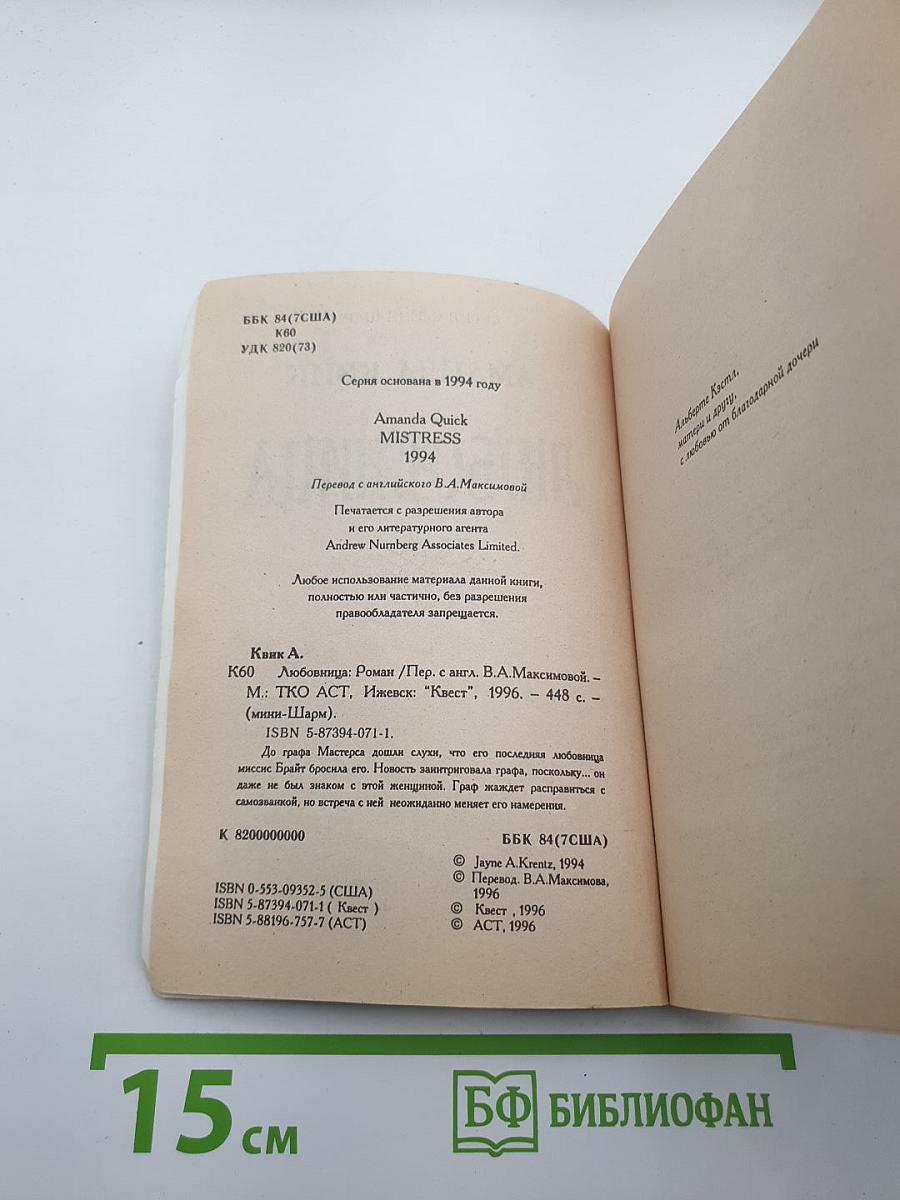 ББК 84(7США)
К60
УДК 820(73)
Серия основана в 1994 году
Amanda Quick
MISTRESS
1994
Перевод с английского В.А.Максимовой
Печатается с разрешения автора
и его литературного агента
Andrew Nurnberg Associates Limited.
Любое использование материала данной книги,
полностью или частично, без разрешения
правообладателя запрещается.
Квик А.
К60 Любовница: Роман /Пер. с англ. В.А.Максимовой. –
М.: ТКО АСТ, Ижевск: "Квест", 1996. – 448 с. –
(мини-Шарм).
ISBN 5-87394-071-1.
До графа Мастерса дошли слухи, что его последняя любовница
миссис Брайт бросила его. Новость заинтриговала графа, поскольку... он
даже не был знаком с этой женщиной. Граф жаждет расправиться с
самозванкой, но встреча с ней неожиданно меняет его намерения.
К 8200000000
ББК 84(7США)
© Jayne A.Krentz, 1994
© Перевод. В.А.Максимова,
1996
© Квест , 1996
© АСТ, 1996
ISBN 0-553-09352-5 (США)
ISBN 5-87394-071-1 ( Квест )
ISBN 5-88196-757-7 (АСТ)
Альберте Кэстл,
матери и другу,
с любовью от благодарной дочери
15 см
БФ БИБЛИОФАН